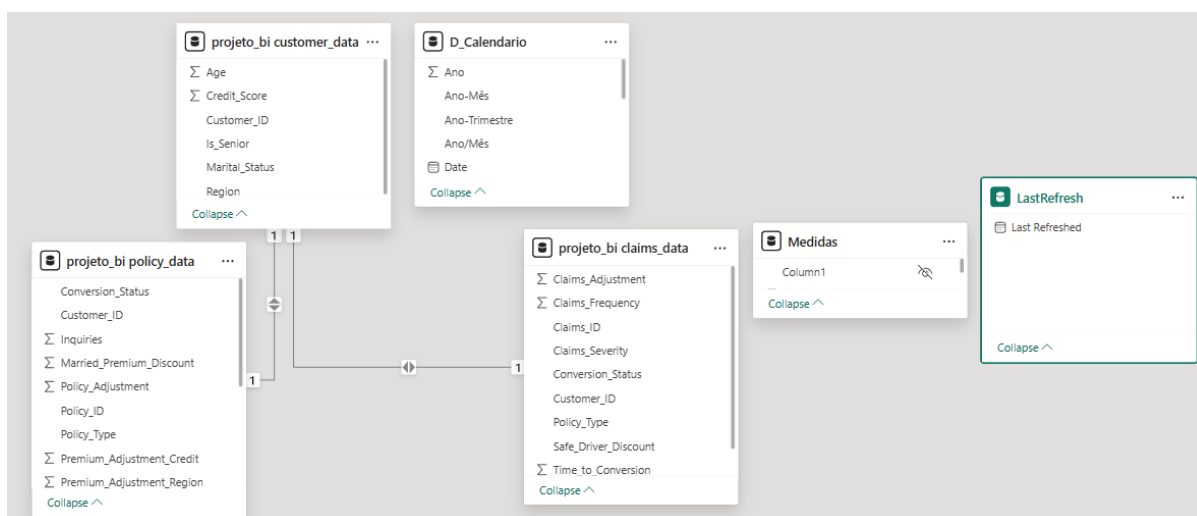 projeto_bi customer_data ...
Σ Age
Σ Credit_Score
Customer_ID
Is_Senior
Marital_Status
Region
Collapse
D_Calendario ...
Σ Ano
Ano-Mês
Ano-Trimestre
Ano/Mês
Date
Collapse
1 1
projeto_bi policy_data ...
Conversion_Status
Customer_ID
Σ Inquiries
Σ Married_Premium_Discount
Σ Policy_Adjustment
Policy_ID
Policy_Type
Σ Premium_Adjustment_Credit
Σ Premium_Adjustment_Region
Collapse
1
1
projeto_bi claims_data ...
Σ Claims_Adjustment
Σ Claims_Frequency
Claims_ID
Claims_Severity
Conversion_Status
Customer_ID
Policy_Type
Safe_Driver_Discount
Σ Time_to_Conversion
Collapse
Medidas ...
Column1
Collapse
LastRefresh ...
Last Refreshed
Collapse